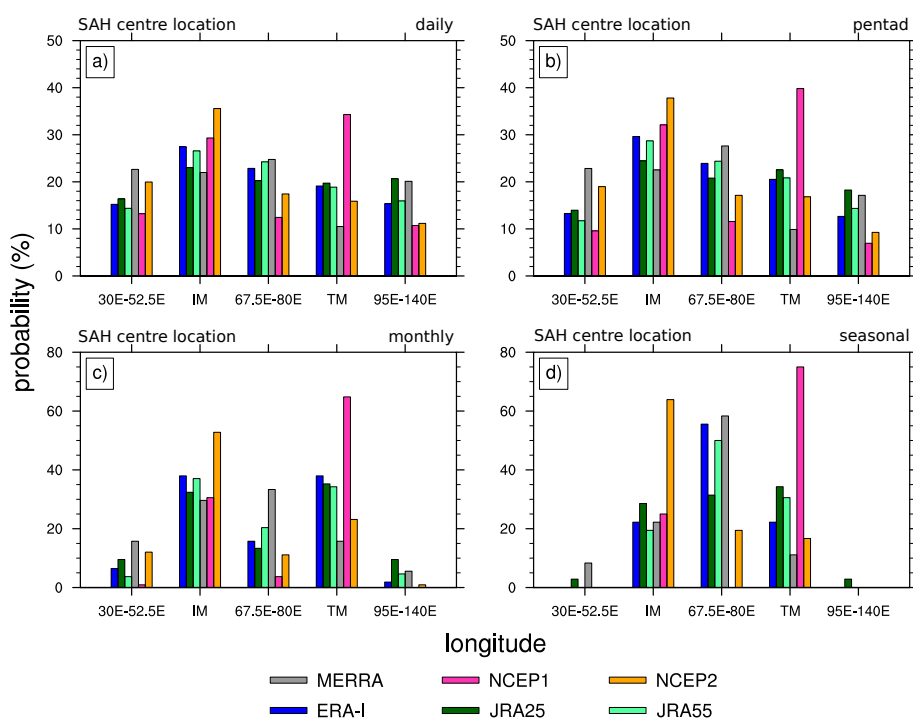 SAH centre location daily
a)
50
40
30
20
10
0
30E-52.5E IM 67.5E-80E TM 95E-140E
SAH centre location pentad
b)
50
40
30
20
10
0
30E-52.5E IM 67.5E-80E TM 95E-140E
SAH centre location monthly
c)
80
60
40
20
0
30E-52.5E IM 67.5E-80E TM 95E-140E
SAH centre location seasonal
d)
80
60
40
20
0
30E-52.5E IM 67.5E-80E TM 95E-140E
probability (%)
longitude
MERRA NCEP1 NCEP2
ERA-I JRA25 JRA55